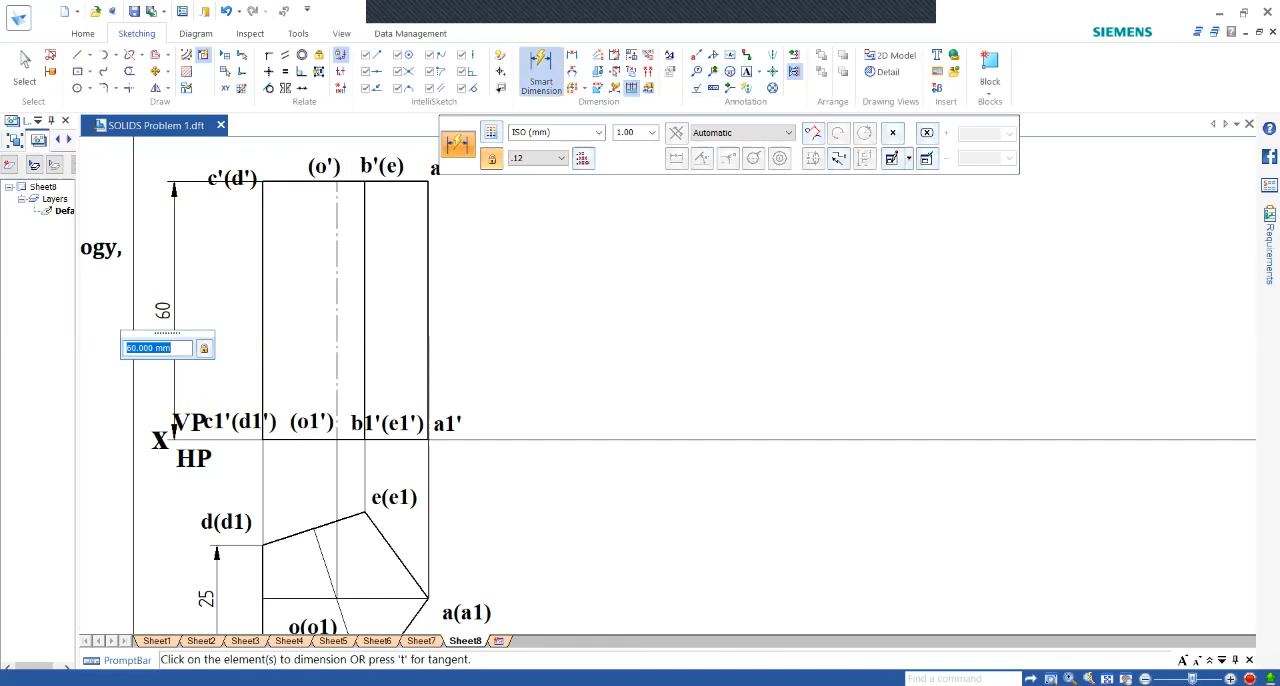 Home Sketching Diagram Inspect Tools View Data Management
SIEMENS
Select
Smart Dimension
2D Model
Detail
Block
Select Draw Relate IntelliSketch Dimension Annotation Arrange Drawing Views Insert Blocks
SOLIDS Problem 1.dft
ISO (mm) 1.00 Automatic
.12
Sheet8
Layers
Defa
ogy,
c'(d') (o') b'(e) a
60
60.000 mm
VP c1'(d1') (o1') b1'(e1') a1'
X
HP
e(e1)
d(d1)
25
a(a1)
o(o1)
Requirements
Sheet1 Sheet2 Sheet3 Sheet4 Sheet5 Sheet6 Sheet7 Sheet8
PromptBar Click on the element(s) to dimension OR press 't' for tangent.
Find a command